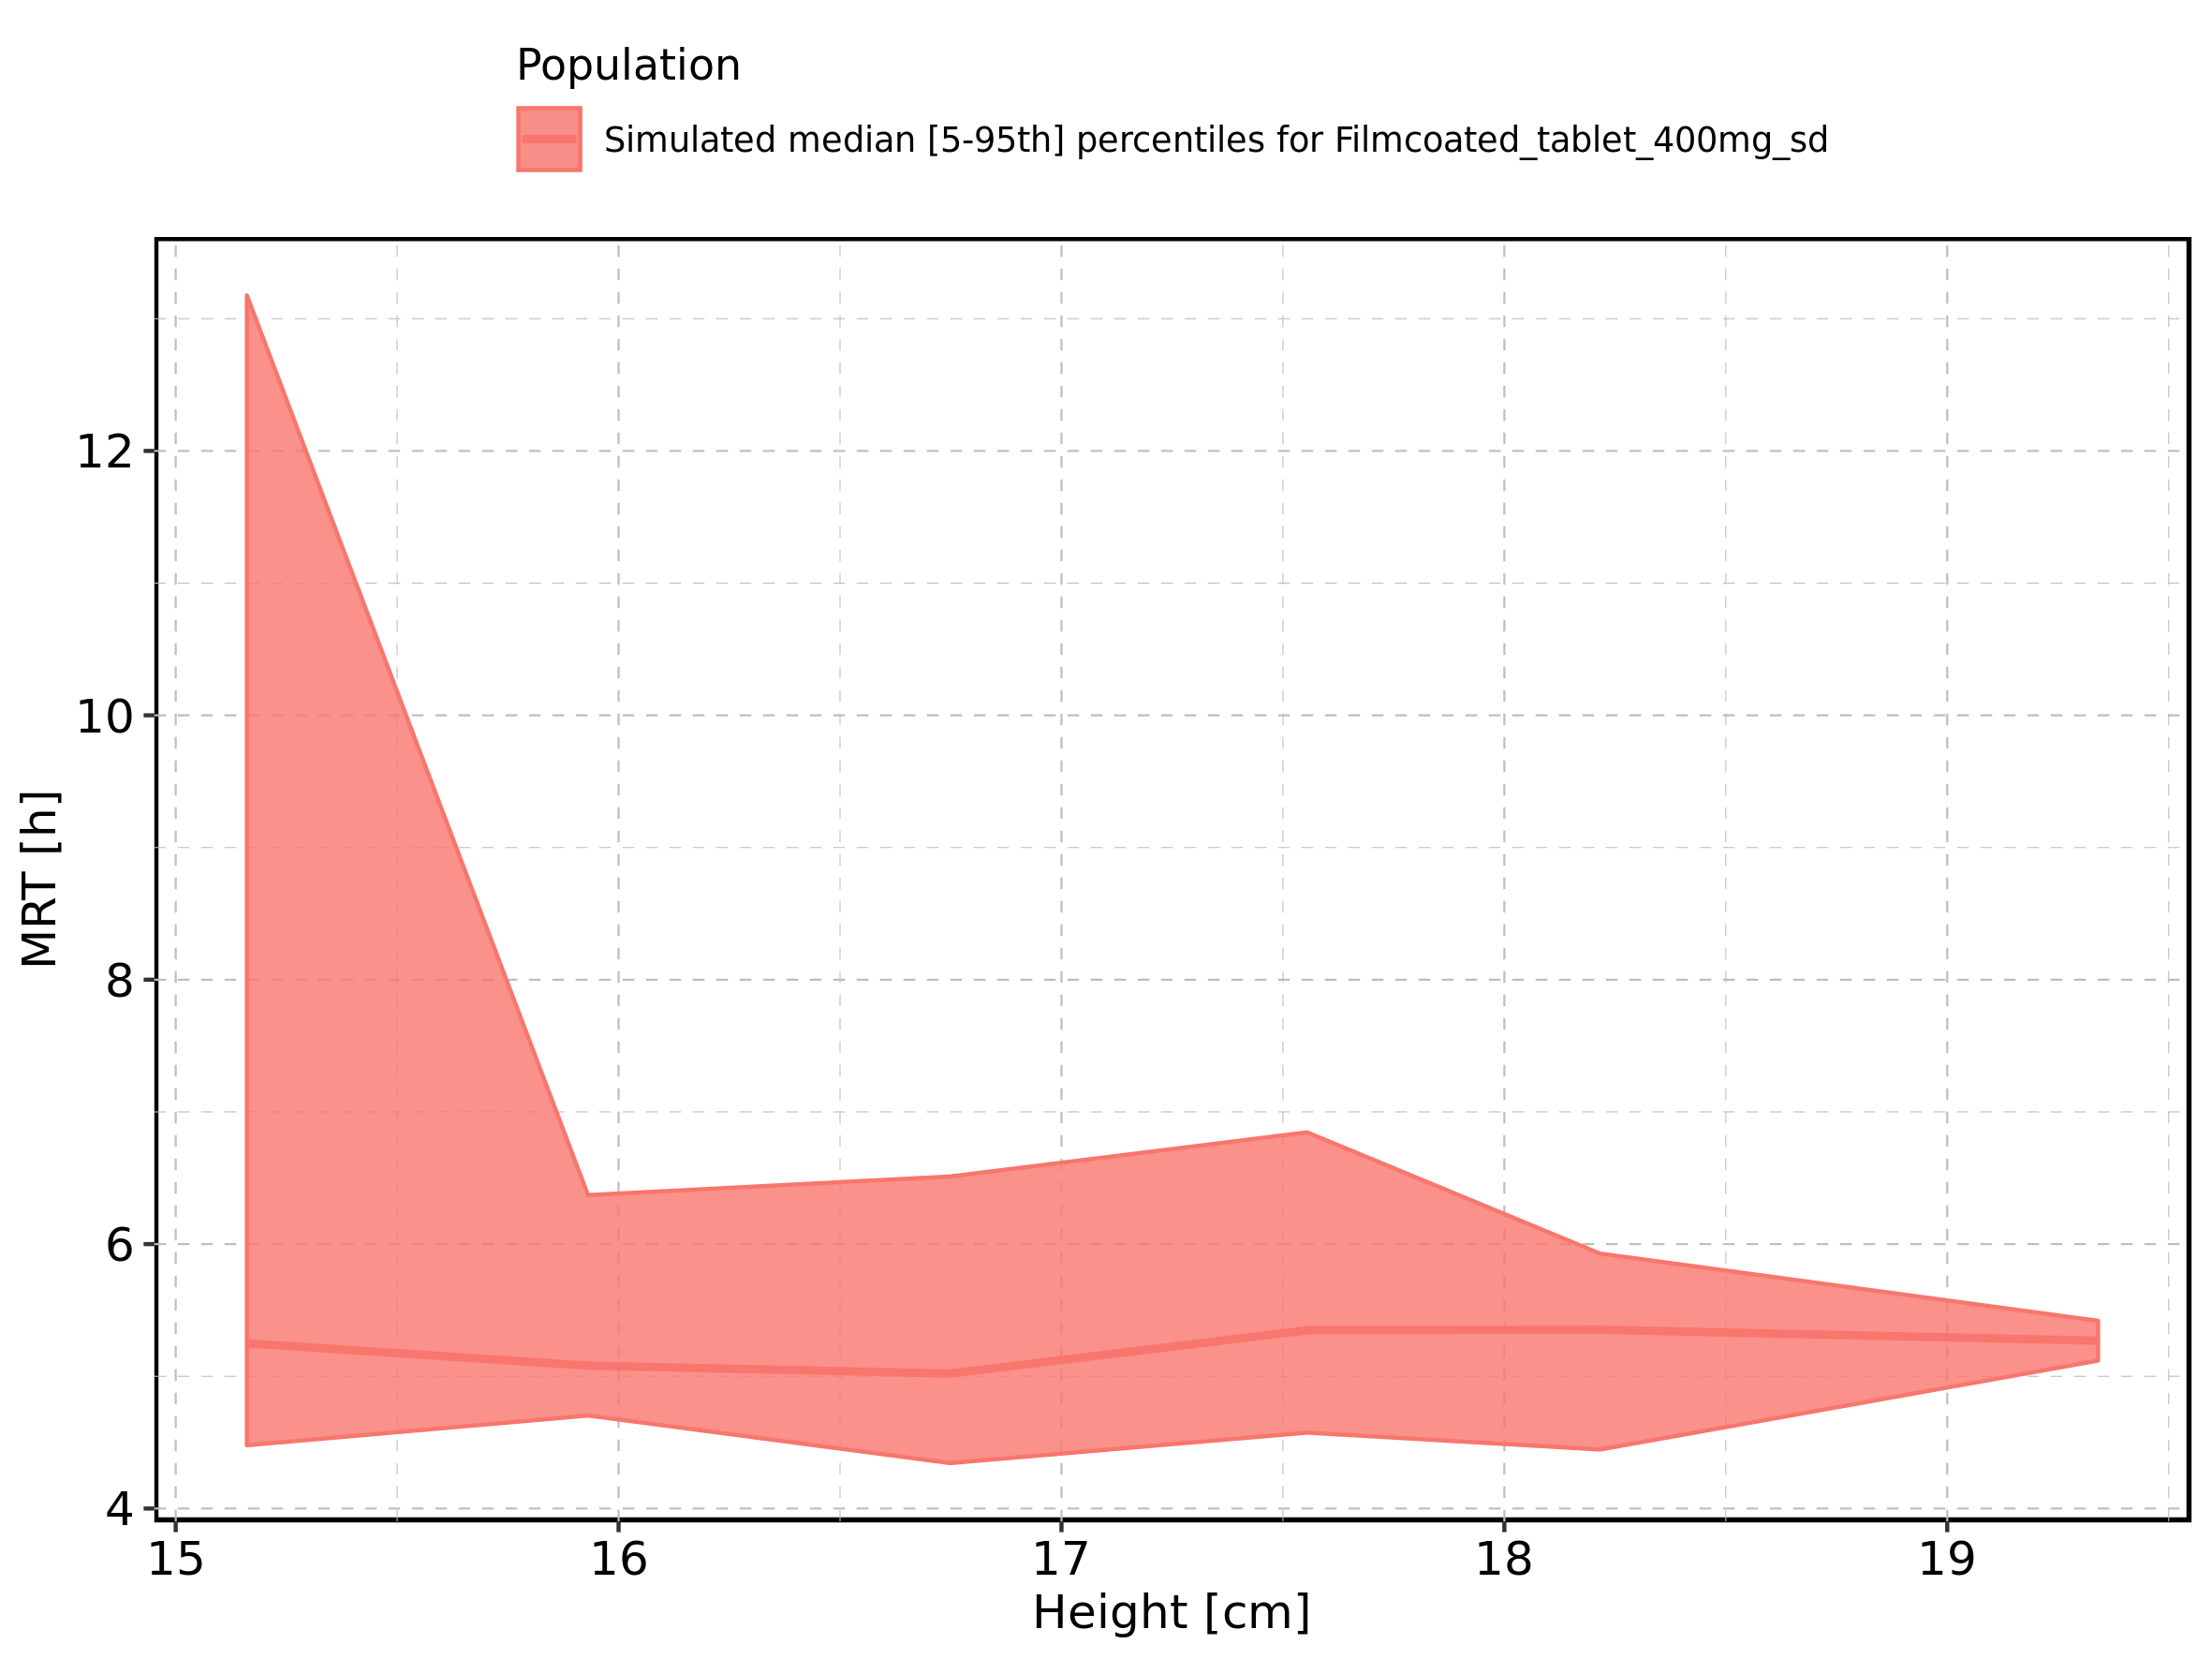 Population
Simulated median [5-95th] percentiles for Filmcoated_tablet_400mg_sd
12
10
8
6
4
MRT [h]
15 16 17 18 19
Height [cm]